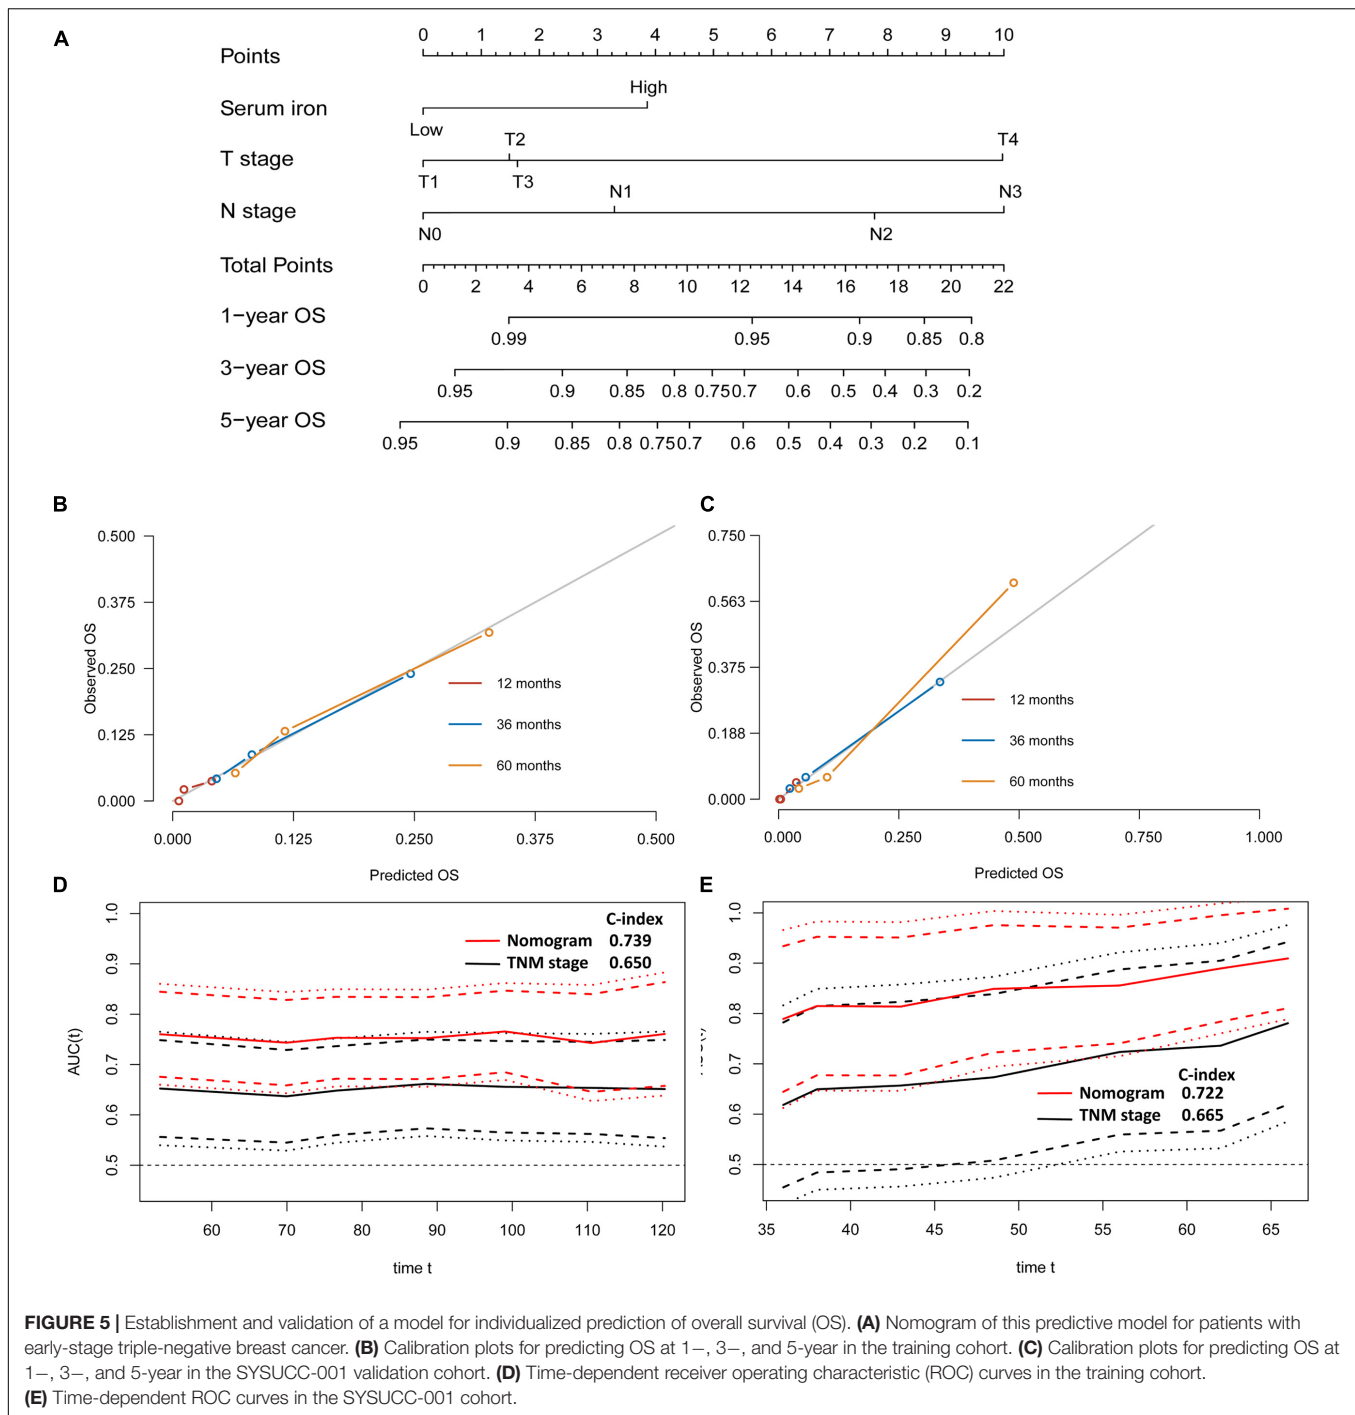 A
Points
0 1 2 3 4 5 6 7 8 9 10
Serum iron
High
Low
T stage
T2 T4
T1 T3
N stage
N1 N3
N0 N2
Total Points
0 2 4 6 8 10 12 14 16 18 20 22
1−year OS
0.99 0.95 0.9 0.85 0.8
3−year OS
0.95 0.9 0.85 0.8 0.75 0.7 0.6 0.5 0.4 0.3 0.2
5−year OS
0.95 0.9 0.85 0.8 0.75 0.7 0.6 0.5 0.4 0.3 0.2 0.1
B
Observed OS
0.500
0.375
0.250
0.125
0.000
12 months
36 months
60 months
0.000 0.125 0.250 0.375 0.500
Predicted OS
C
Observed OS
0.750
0.563
0.375
0.188
0.000
12 months
36 months
60 months
0.000 0.250 0.500 0.750 1.000
Predicted OS
D
AUC(t)
1.0
0.9
0.8
0.7
0.6
0.5
C-index
Nomogram 0.739
TNM stage 0.650
60 70 80 90 100 110 120
time t
E
1.0
0.9
0.8
0.7
0.6
0.5
C-index
Nomogram 0.722
TNM stage 0.665
35 40 45 50 55 60 65
time t
FIGURE 5 | Establishment and validation of a model for individualized prediction of overall survival (OS). (A) Nomogram of this predictive model for patients with
early-stage triple-negative breast cancer. (B) Calibration plots for predicting OS at 1−, 3−, and 5-year in the training cohort. (C) Calibration plots for predicting OS at
1−, 3−, and 5-year in the SYSUCC-001 validation cohort. (D) Time-dependent receiver operating characteristic (ROC) curves in the training cohort.
(E) Time-dependent ROC curves in the SYSUCC-001 cohort.